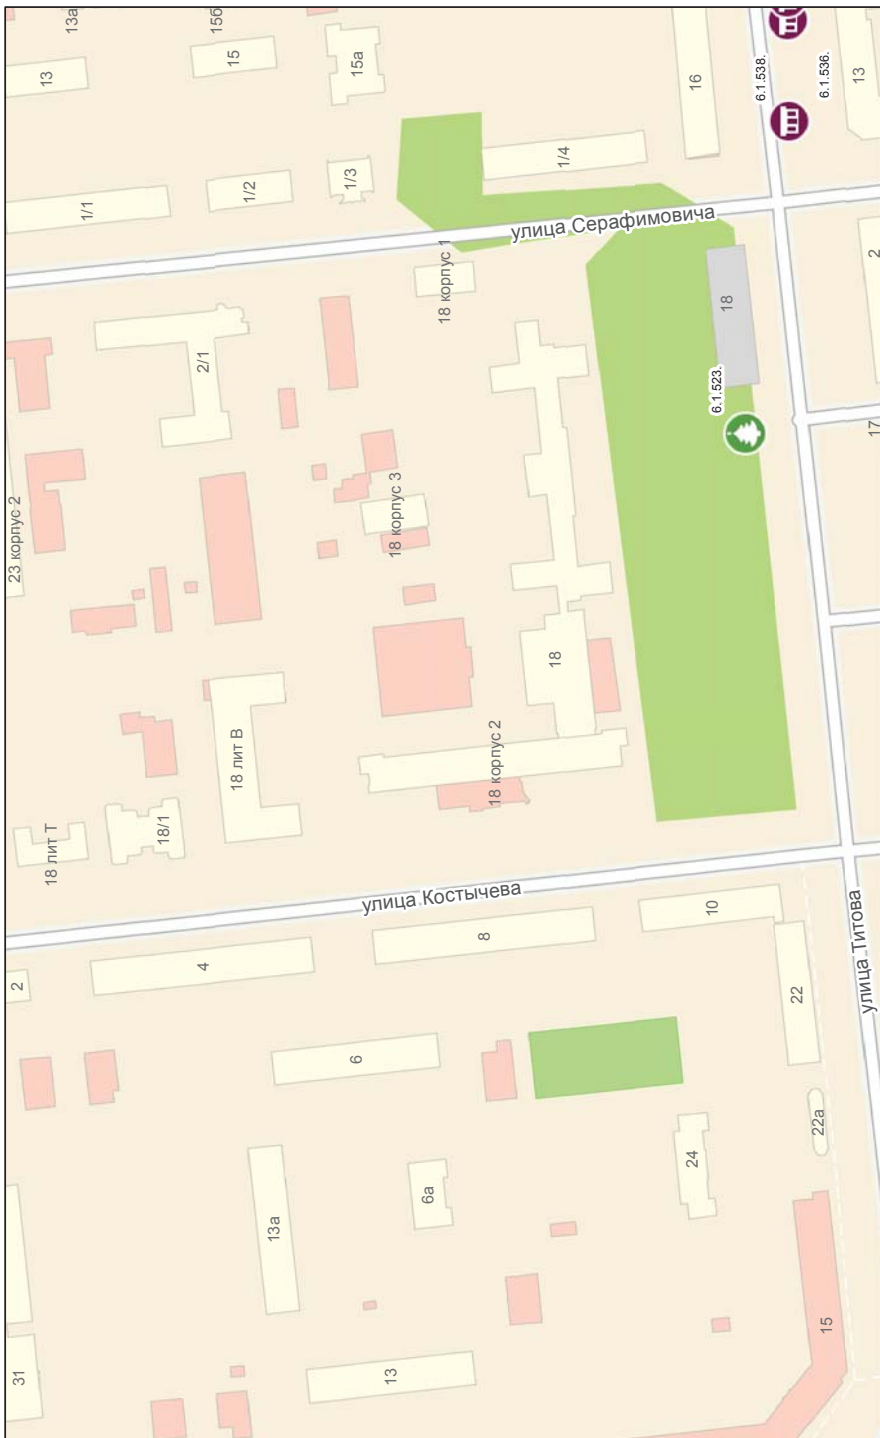 13а
15б
13
15
15а
16
6.1.538.
6.1.536.
13
1/1
1/2
1/3
1/4
улица Серафимовича
2
18 корпус 1
18
2/1
6.1.523.
17
23 корпус 2
18 корпус 3
18
18 лит В
18 корпус 2
18 лит Т
18/1
улица Костычева
10
8
4
2
22
улица Титова
6
22а
24
6а
13а
15
31
13